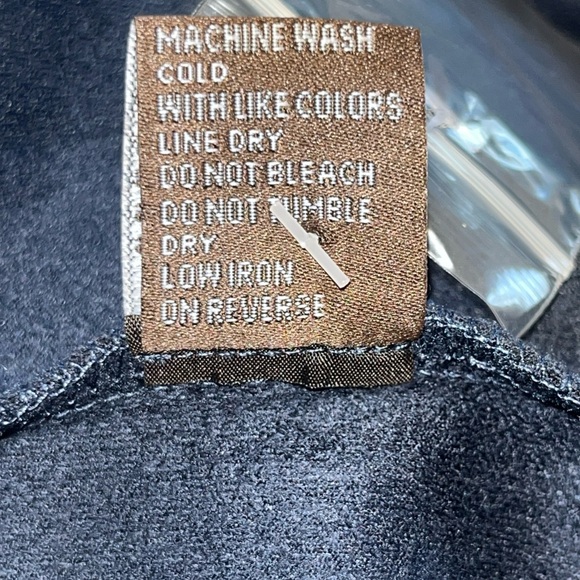 MACHINE WASH
COLD
WITH LIKE COLORS
LINE DRY
DO NOT BLEACH
DO NOT TUMBLE
DRY
LOW IRON
ON REVERSE